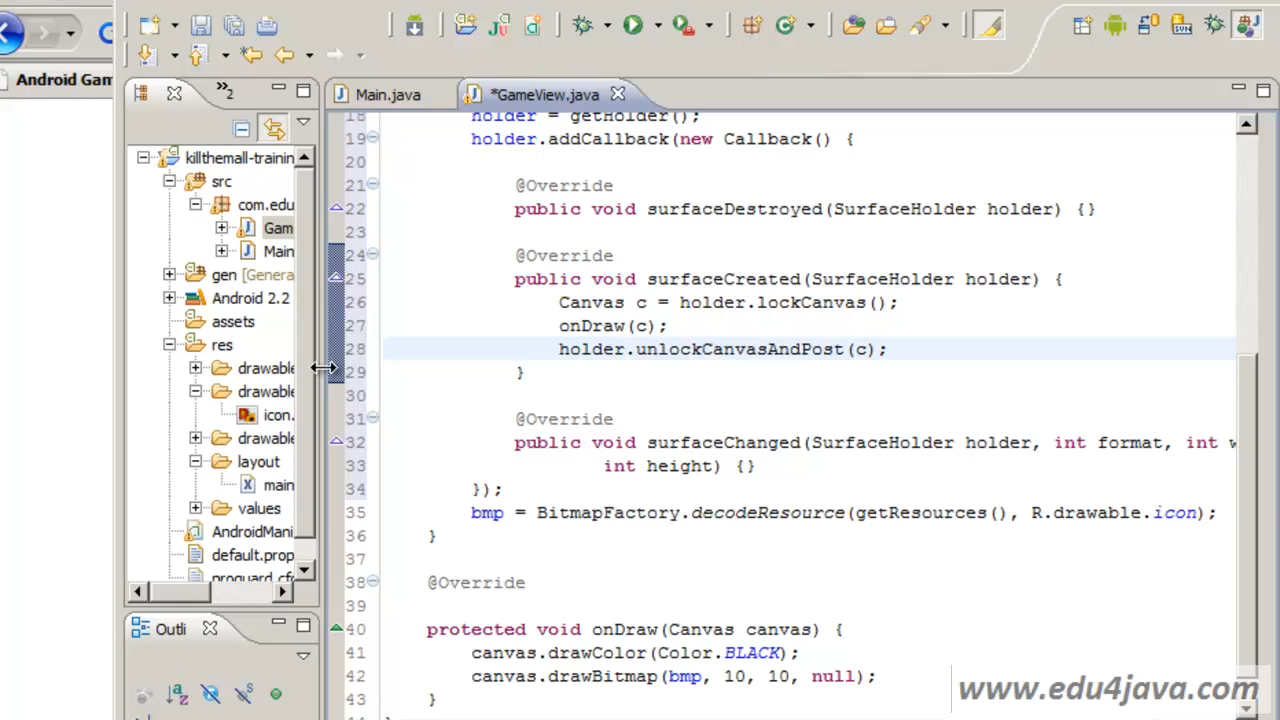 Android Gam
2
Main.java
*GameView.java
killthemall-training
src
com.edu
Gam
Main
gen [Genera
Android 2.2
assets
res
drawable
drawable
icon.
drawable
layout
main
values
AndroidMani
default.prop
proguard.cfg
Outli
18 holder = getHolder();
19 holder.addCallback(new Callback() {
20
21 @Override
22 public void surfaceDestroyed(SurfaceHolder holder) {}
23
24 @Override
25 public void surfaceCreated(SurfaceHolder holder) {
26 Canvas c = holder.lockCanvas();
27 onDraw(c);
28 holder.unlockCanvasAndPost(c);
29 }
30
31 @Override
32 public void surfaceChanged(SurfaceHolder holder, int format, int w
33 int height) {}
34 });
35 bmp = BitmapFactory.decodeResource(getResources(), R.drawable.icon);
36 }
37
38 @Override
39
40 protected void onDraw(Canvas canvas) {
41 canvas.drawColor(Color.BLACK);
42 canvas.drawBitmap(bmp, 10, 10, null);
43 }
www.edu4java.com